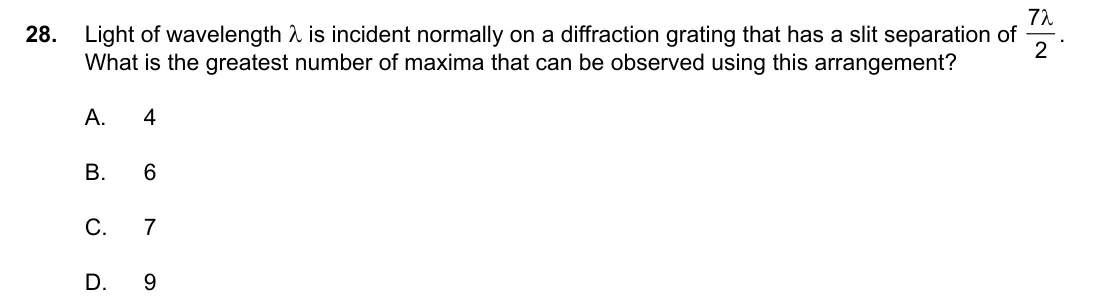 28. Light of wavelength λ is incident normally on a diffraction grating that has a slit separation of 7λ/2.
What is the greatest number of maxima that can be observed using this arrangement?
A. 4
B. 6
C. 7
D. 9